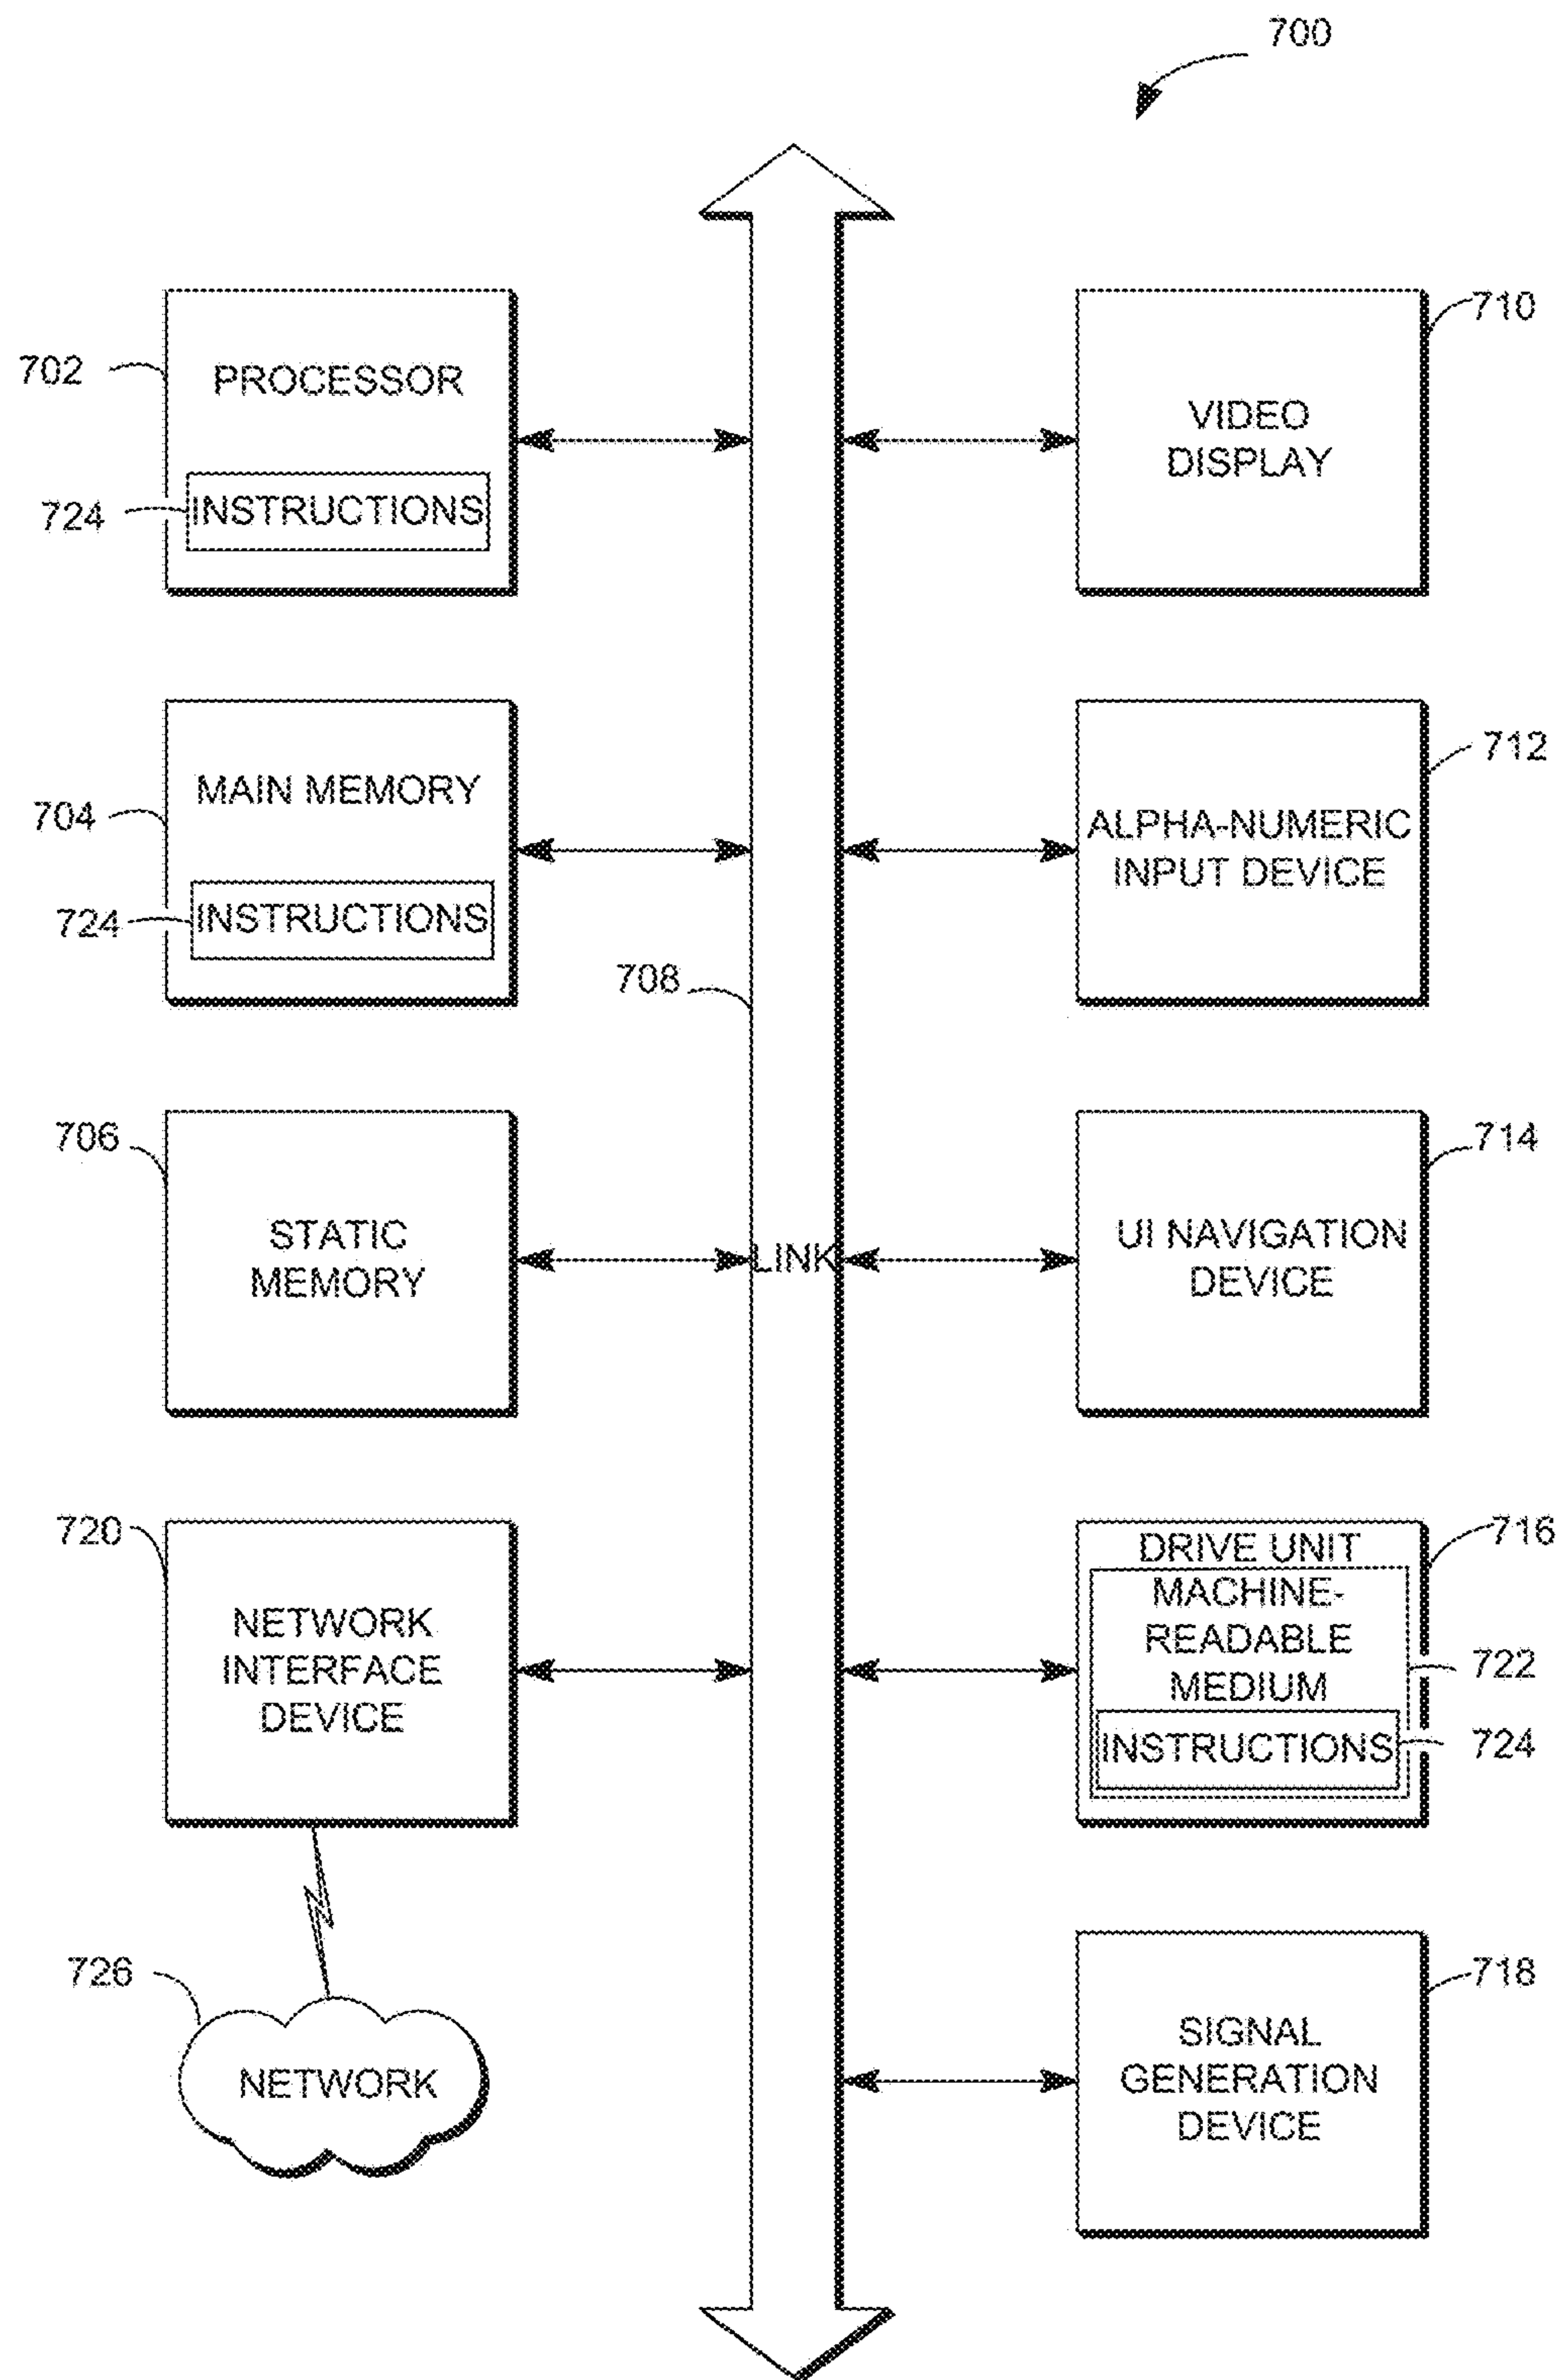 700
702
PROCESSOR
724
INSTRUCTIONS
710
VIDEO
DISPLAY
704
MAIN MEMORY
724
INSTRUCTIONS
712
ALPHA-NUMERIC
INPUT DEVICE
708
LINK
706
STATIC
MEMORY
714
UI NAVIGATION
DEVICE
720
NETWORK
INTERFACE
DEVICE
716
DRIVE UNIT
MACHINE-
READABLE
MEDIUM
722
INSTRUCTIONS
724
726
NETWORK
718
SIGNAL
GENERATION
DEVICE